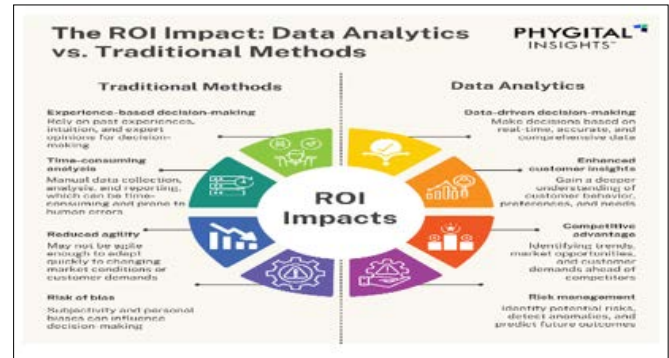 The ROI Impact: Data Analytics
vs. Traditional Methods
PHYGITAL
INSIGHTS™
Traditional Methods
Experience-based decision-making
Rely on past experiences,
intuition, and expert
opinions for decision-
making
Time-consuming
analysis
Manual data collection,
analysis, and reporting,
which can be time-
consuming and prone to
human errors
Reduced agility
May not be agile
enough to adapt
quickly to changing
market conditions or
customer demands
Risk of bias
Subjectivity and personal
biases can influence
decision-making
ROI
Impacts
Data Analytics
Data-driven decision-making
Make decisions based on
real-time, accurate, and
comprehensive data
Enhanced
customer insights
Gain a deeper
understanding of
customer behavior,
preferences, and needs
Competitive
advantage
Identifying trends,
market opportunities,
and customer
demands ahead of
competitors
Risk management
Identify potential risks,
detect anomalies, and
predict future outcomes